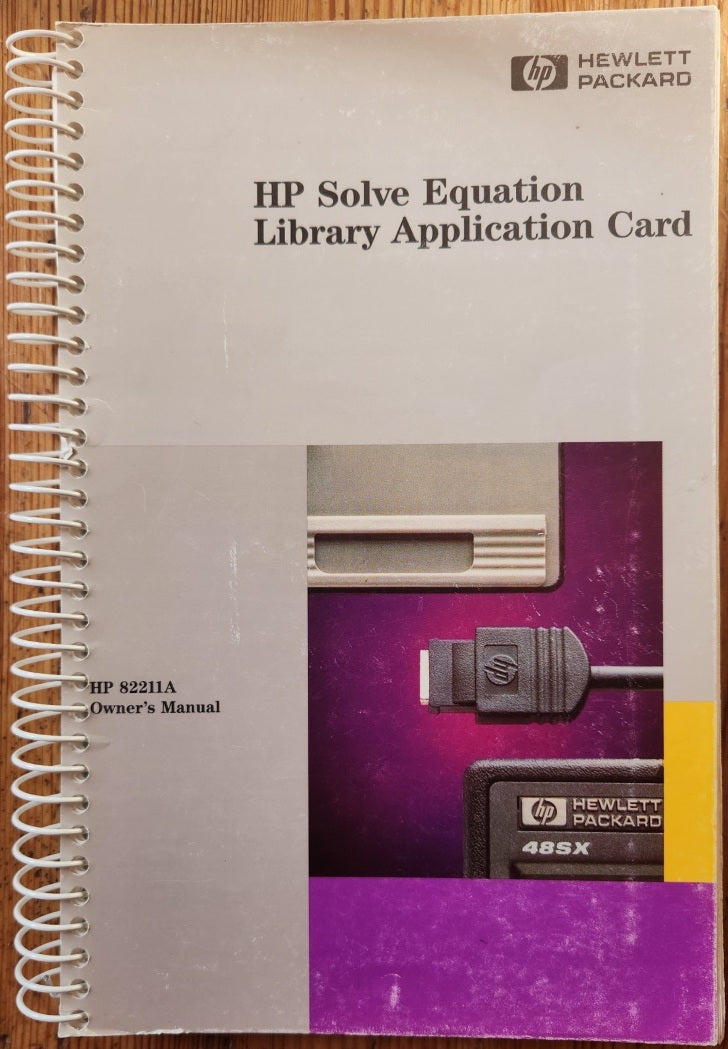 hp HEWLETT
PACKARD
HP Solve Equation
Library Application Card
HP 82211A
Owner's Manual
hp
hp HEWLETT
PACKARD
48SX